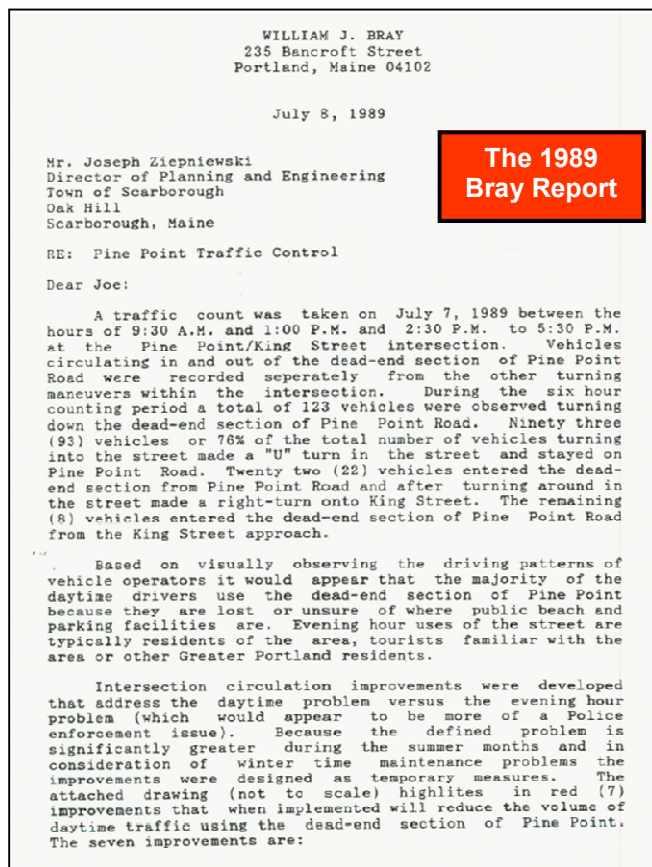 WILLIAM J. BRAY
235 Bancroft Street
Portland, Maine 04102
July 8, 1989
The 1989
Bray Report
Mr. Joseph Ziepniewski
Director of Planning and Engineering
Town of Scarborough
Oak Hill
Scarborough, Maine
RE: Pine Point Traffic Control
Dear Joe:
A traffic count was taken on July 7, 1989 between the
hours of 9:30 A.M. and 1:00 P.M. and 2:30 P.M. to 5:30 P.M.
at the Pine Point/King Street intersection. Vehicles
circulating in and out of the dead-end section of Pine Point
Road were recorded seperately from the other turning
maneuvers within the intersection. During the six hour
counting period a total of 123 vehicles were observed turning
down the dead-end section of Pine Point Road. Ninety three
(93) vehicles or 76% of the total number of vehicles turning
into the street made a "U" turn in the street and stayed on
Pine Point Road. Twenty two (22) vehicles entered the dead-
end section from Pine Point Road and after turning around in
the street made a right-turn onto King Street. The remaining
(8) vehicles entered the dead-end section of Pine Point Road
from the King Street approach.
Based on visually observing the driving patterns of
vehicle operators it would appear that the majority of the
daytime drivers use the dead-end section of Pine Point
because they are lost or unsure of where public beach and
parking facilities are. Evening hour uses of the street are
typically residents of the area, tourists familiar with the
area or other Greater Portland residents.
Intersection circulation improvements were developed
that address the daytime problem versus the evening hour
problem (which would appear to be more of a Police
enforcement issue). Because the defined problem is
significantly greater during the summer months and in
consideration of winter time maintenance problems the
improvements were designed as temporary measures. The
attached drawing (not to scale) highlites in red (7)
improvements that when implemented will reduce the volume of
daytime traffic using the dead-end section of Pine Point.
The seven improvements are: